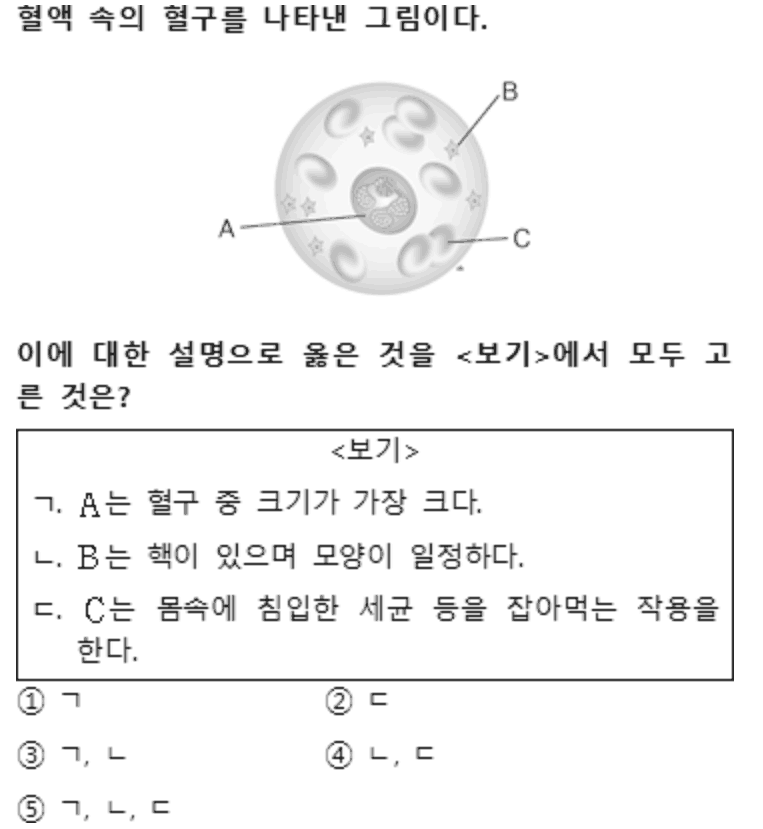 혈액 속의 혈구를 나타낸 그림이다.
B
A
C
이에 대한 설명으로 옳은 것을 <보기>에서 모두 고
른 것은?
<보기>
ㄱ. A는 혈구 중 크기가 가장 크다.
ㄴ. B는 핵이 있으며 모양이 일정하다.
ㄷ. C는 몸속에 침입한 세균 등을 잡아먹는 작용을
한다.
① ㄱ ② ㄷ
③ ㄱ, ㄴ ④ ㄴ, ㄷ
⑤ ㄱ, ㄴ, ㄷ